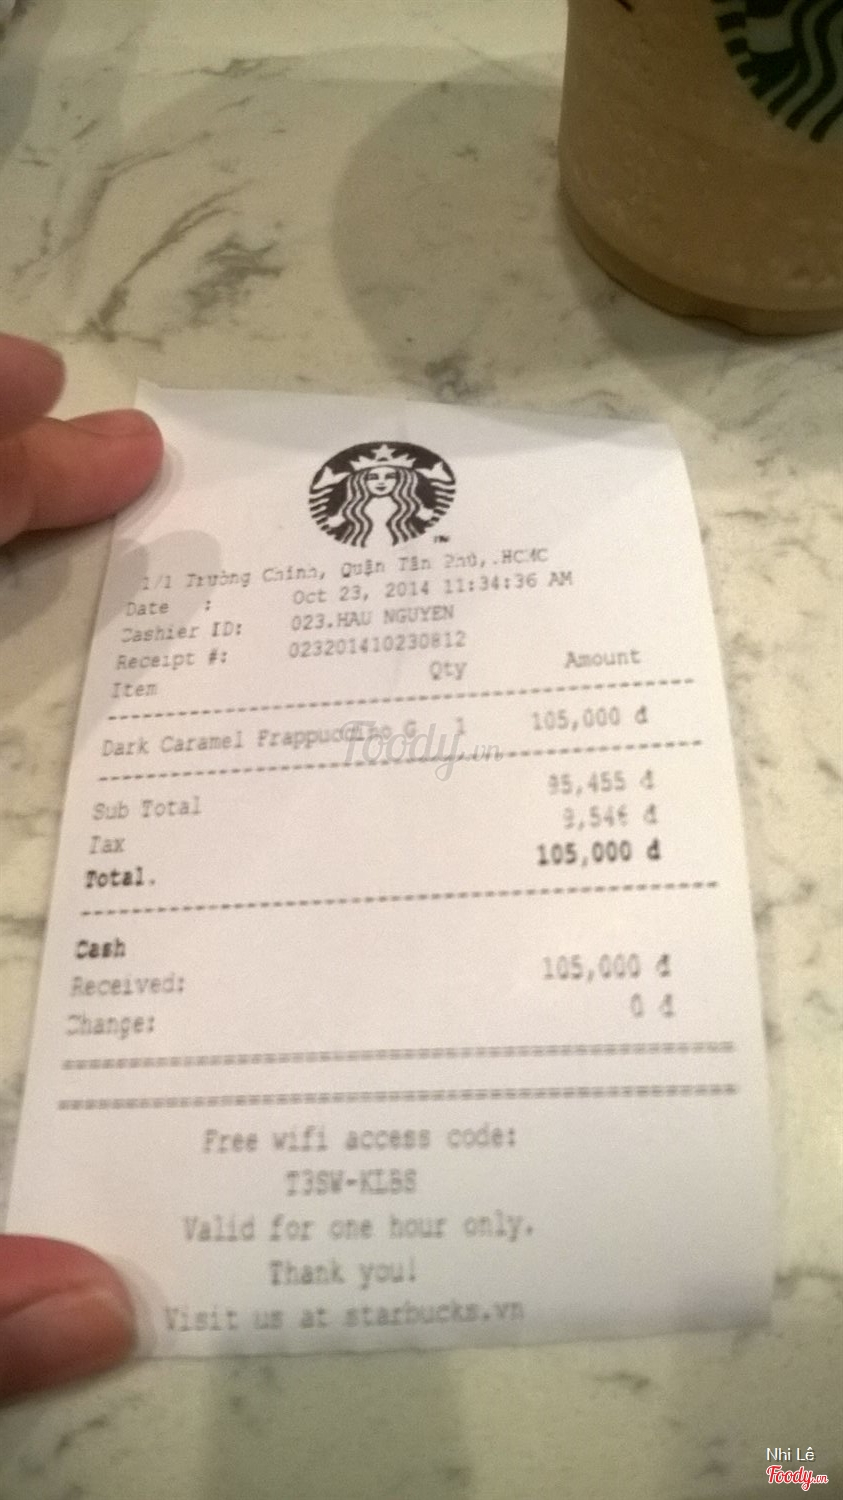 1/1 Trường Chinh, Quận Tân Phú,.HCMC
Date : Oct 23, 2014 11:34:36 AM
Cashier ID: 023.HAU NGUYEN
Receipt #: 023201410230812
Item Qty Amount
Dark Caramel Frappuccino G 1 105,000 đ
Sub Total 95,455 đ
Tax 9,546 đ
Total. 105,000 đ
Cash
Received: 105,000 đ
Change: 0 đ
Free wifi access code:
T3SW-KLBS
Valid for one hour only.
Thank you!
Visit us at starbucks.vn
Foody.vn
Nhi Lê
Foody.vn